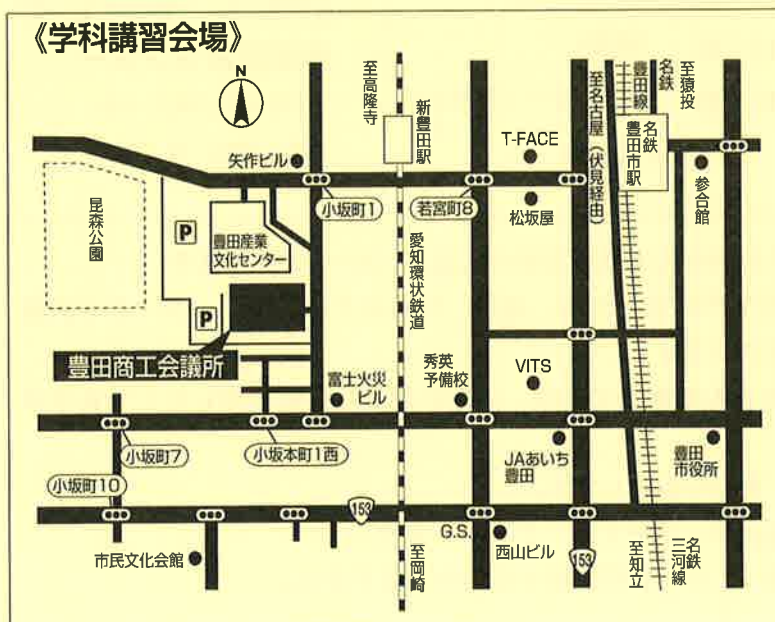 《学科講習会場》
N
至高隆寺
新豊田駅
T-FACE
至名古屋（伏見経由）
名鉄
豊田線
至猿投
名鉄
豊田市駅
参合館
矢作ビル
小坂町1
若宮町8
松坂屋
昆森公園
P
豊田産業
文化センター
P
愛知環状鉄道
豊田商工会議所
富士火災
ビル
秀英
予備校
VITS
小坂町7
小坂本町1西
JAあいち
豊田
豊田
市役所
小坂町10
153
市民文化会館
G.S.
西山ビル
153
至岡崎
至知立
名鉄
三河線